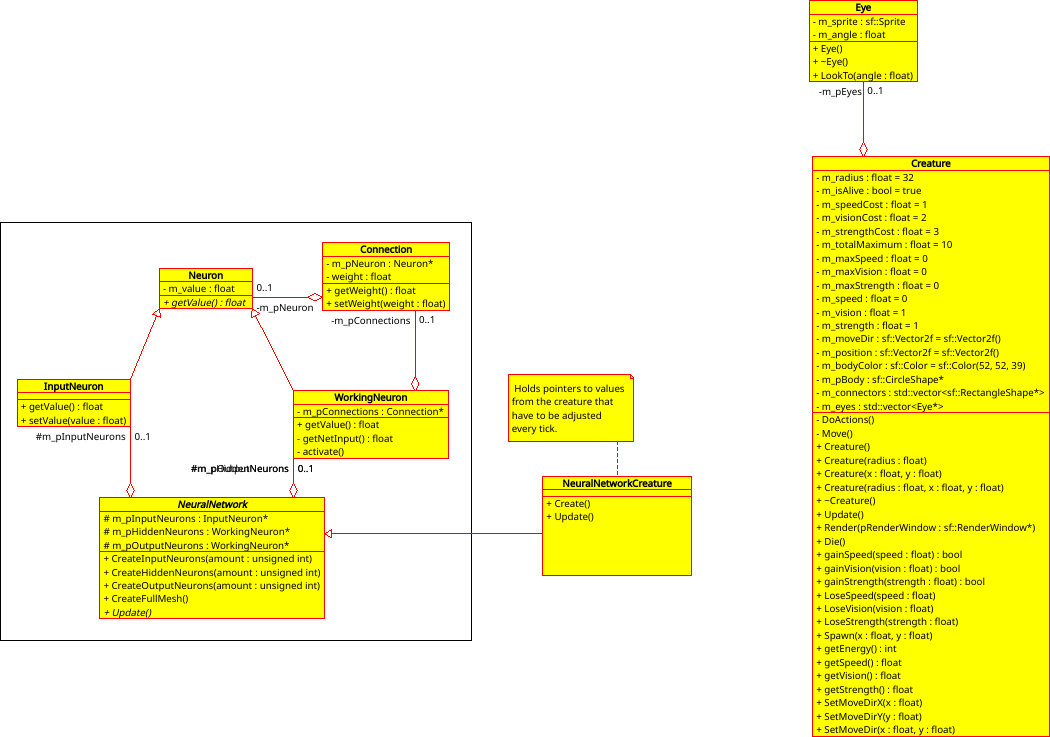 Eye
- m_sprite : sf::Sprite
- m_angle : float
+ Eye()
+ ~Eye()
+ LookTo(angle : float)
-m_pEyes
0..1
Creature
- m_radius : float = 32
- m_isAlive : bool = true
- m_speedCost : float = 1
- m_visionCost : float = 2
- m_strengthCost : float = 3
- m_totalMaximum : float = 10
- m_maxSpeed : float = 0
- m_maxVision : float = 0
- m_maxStrength : float = 0
- m_speed : float = 0
- m_vision : float = 1
- m_strength : float = 1
- m_moveDir : sf::Vector2f = sf::Vector2f()
- m_position : sf::Vector2f = sf::Vector2f()
- m_bodyColor : sf::Color = sf::Color(52, 52, 39)
- m_pBody : sf::CircleShape*
- m_connectors : std::vector<sf::RectangleShape*>
- m_eyes : std::vector<Eye*>
- DoActions()
- Move()
+ Creature()
+ Creature(radius : float)
+ Creature(x : float, y : float)
+ Creature(radius : float, x : float, y : float)
+ ~Creature()
+ Update()
+ Render(pRenderWindow : sf::RenderWindow*)
+ Die()
+ gainSpeed(speed : float) : bool
+ gainVision(vision : float) : bool
+ gainStrength(strength : float) : bool
+ LoseSpeed(speed : float)
+ LoseVision(vision : float)
+ LoseStrength(strength : float)
+ Spawn(x : float, y : float)
+ getEnergy() : int
+ getSpeed() : float
+ getVision() : float
+ getStrength() : float
+ SetMoveDirX(x : float)
+ SetMoveDirY(y : float)
+ SetMoveDir(x : float, y : float)
Connection
- m_pNeuron : Neuron*
- weight : float
+ getWeight() : float
+ setWeight(weight : float)
Neuron
- m_value : float
+ getValue() : float
0..1
-m_pNeuron
-m_pConnections
0..1
InputNeuron
+ getValue() : float
+ setValue(value : float)
#m_pInputNeurons
0..1
WorkingNeuron
- m_pConnections : Connection*
+ getValue() : float
- getNetInput() : float
- activate()
0..1
NeuralNetwork
# m_pInputNeurons : InputNeuron*
# m_pHiddenNeurons : WorkingNeuron*
# m_pOutputNeurons : WorkingNeuron*
+ CreateInputNeurons(amount : unsigned int)
+ CreateHiddenNeurons(amount : unsigned int)
+ CreateOutputNeurons(amount : unsigned int)
+ CreateFullMesh()
+ Update()
Holds pointers to values
from the creature that
have to be adjusted
every tick.
NeuralNetworkCreature
+ Create()
+ Update()